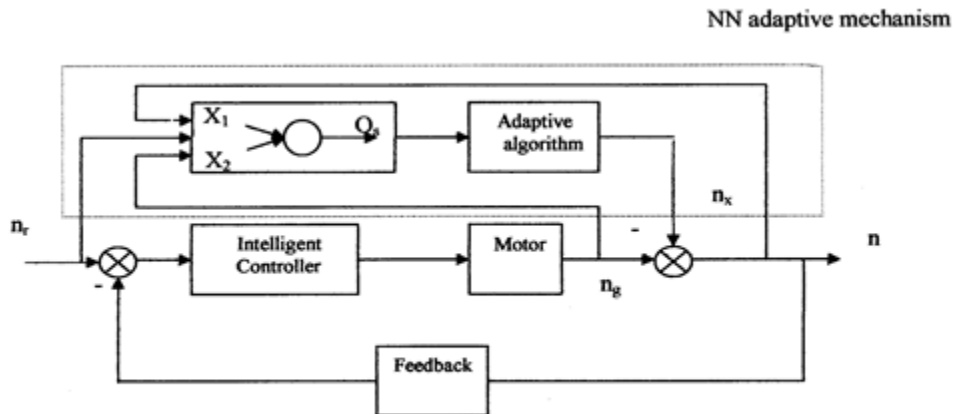 NN adaptive mechanism
X1
Qs
X2
Adaptive
algorithm
nx
nr
-
n
Intelligent
Controller
Motor
-
ng
Feedback